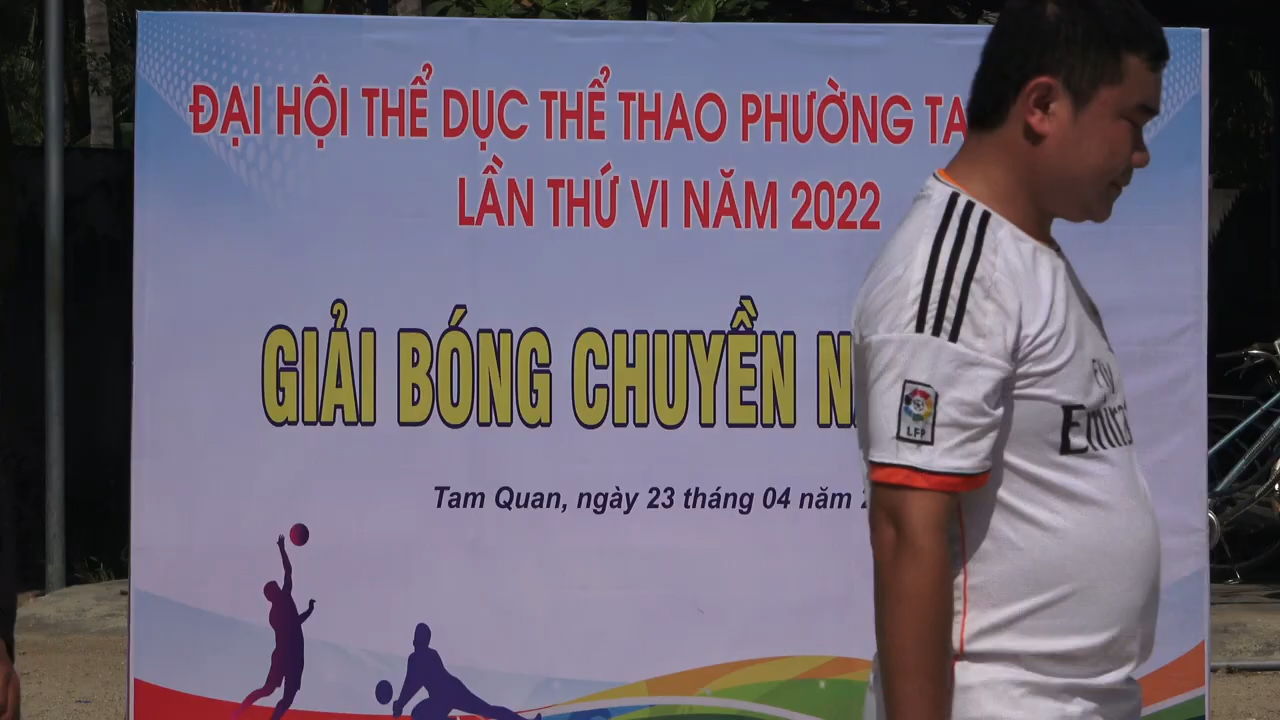 ĐẠI HỘI THỂ DỤC THỂ THAO PHƯỜNG
LẦN THỨ VI NĂM 2022
GIẢI BÓNG CHUYỀN
Tam Quan, ngày 23 tháng 04 năm
LFP
Fly